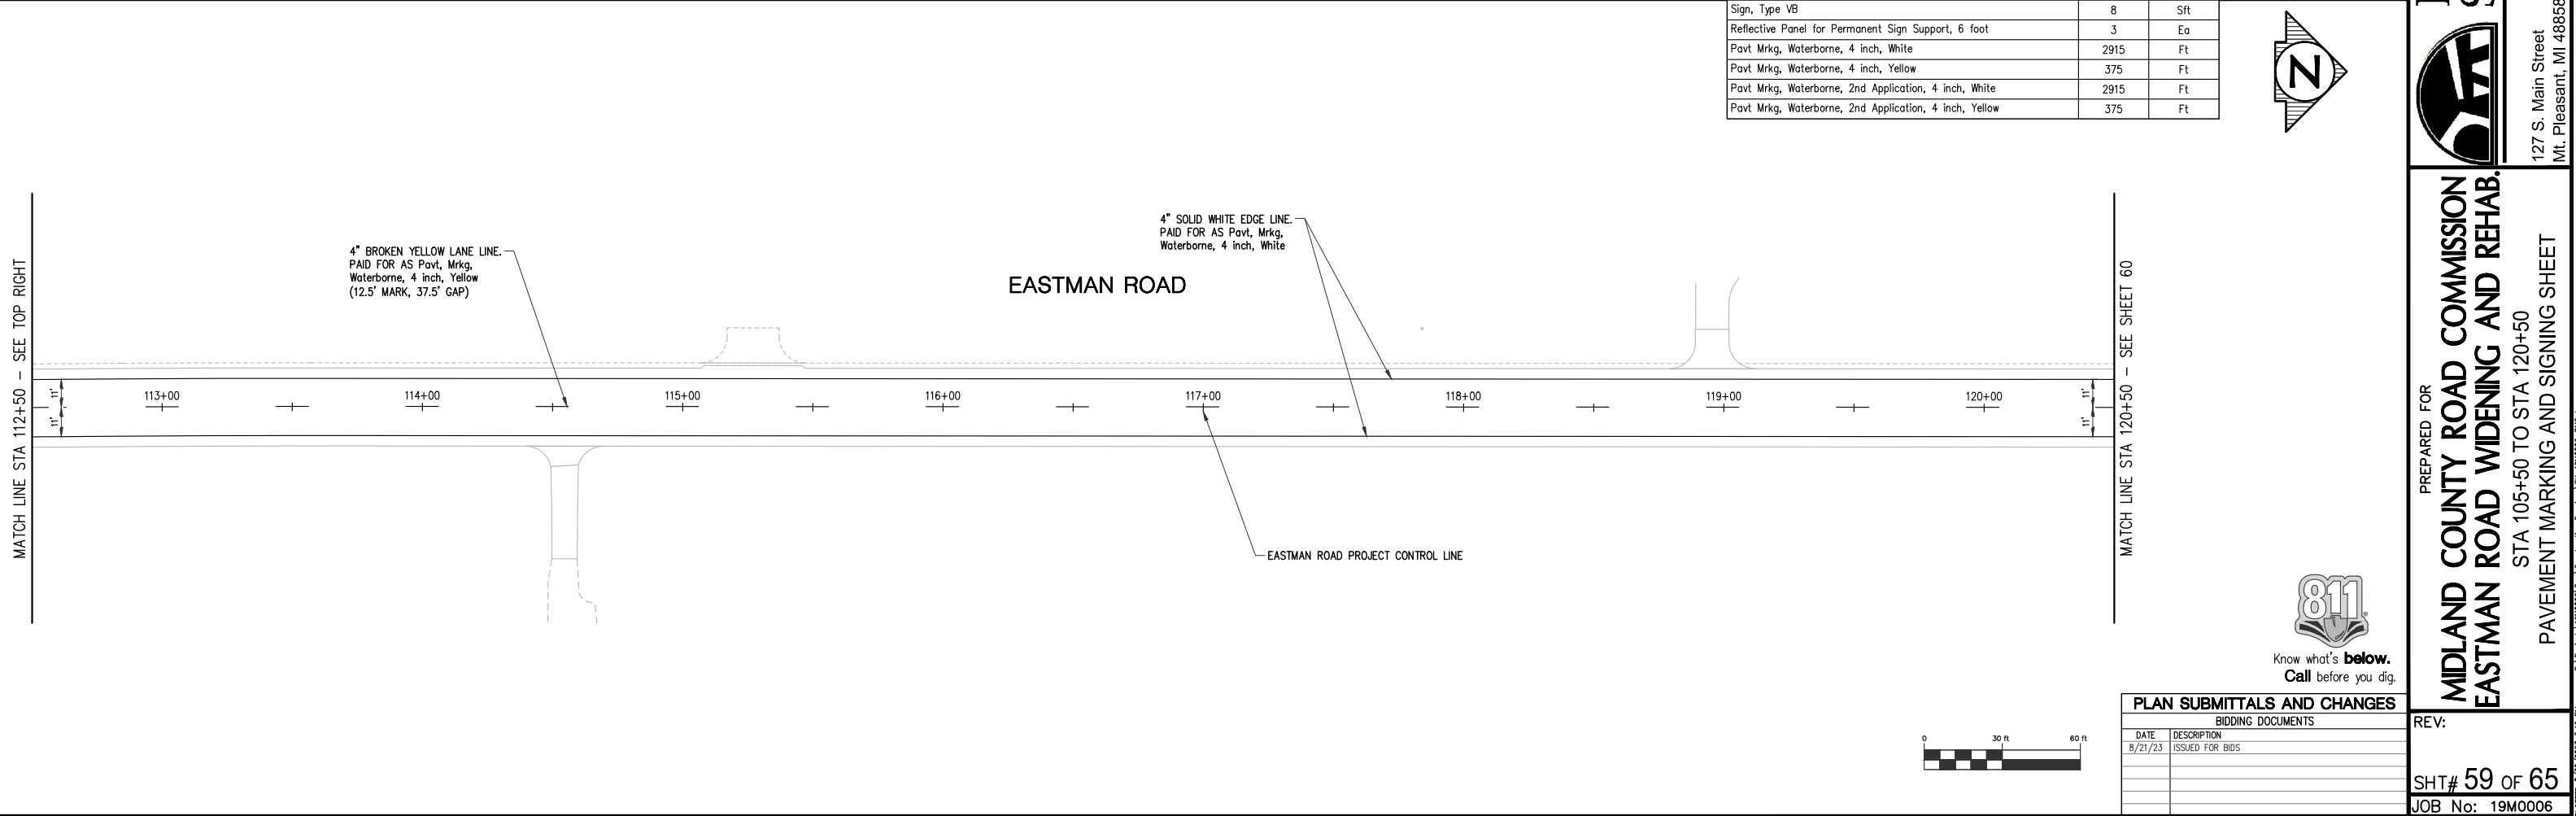 Sign, Type VB 8 Sft
Reflective Panel for Permanent Sign Support, 6 foot 3 Ea
Pavt Mrkg, Waterborne, 4 inch, White 2915 Ft
Pavt Mrkg, Waterborne, 4 inch, Yellow 375 Ft
Pavt Mrkg, Waterborne, 2nd Application, 4 inch, White 2915 Ft
Pavt Mrkg, Waterborne, 2nd Application, 4 inch, Yellow 375 Ft
N
MATCH LINE STA 112+50 - SEE TOP RIGHT
4" BROKEN YELLOW LANE LINE.
PAID FOR AS Pavt, Mrkg,
Waterborne, 4 inch, Yellow
(12.5' MARK, 37.5' GAP)
EASTMAN ROAD
4" SOLID WHITE EDGE LINE.
PAID FOR AS Pavt, Mrkg,
Waterborne, 4 inch, White
11'
11'
113+00 114+00 115+00 116+00 117+00 118+00 119+00 120+00
11'
11'
EASTMAN ROAD PROJECT CONTROL LINE
MATCH LINE STA 120+50 - SEE SHEET 60
811
Know what's below.
Call before you dig.
0 30 ft 60 ft
PLAN SUBMITTALS AND CHANGES
BIDDING DOCUMENTS
DATE DESCRIPTION
8/21/23 ISSUED FOR BIDS
127 S. Main Street
Mt. Pleasant, MI 48858
PREPARED FOR
MIDLAND COUNTY ROAD COMMISSION
EASTMAN ROAD WIDENING AND REHAB.
STA 105+50 TO STA 120+50
PAVEMENT MARKING AND SIGNING SHEET
REV:
SHT# 59 OF 65
JOB No: 19M0006